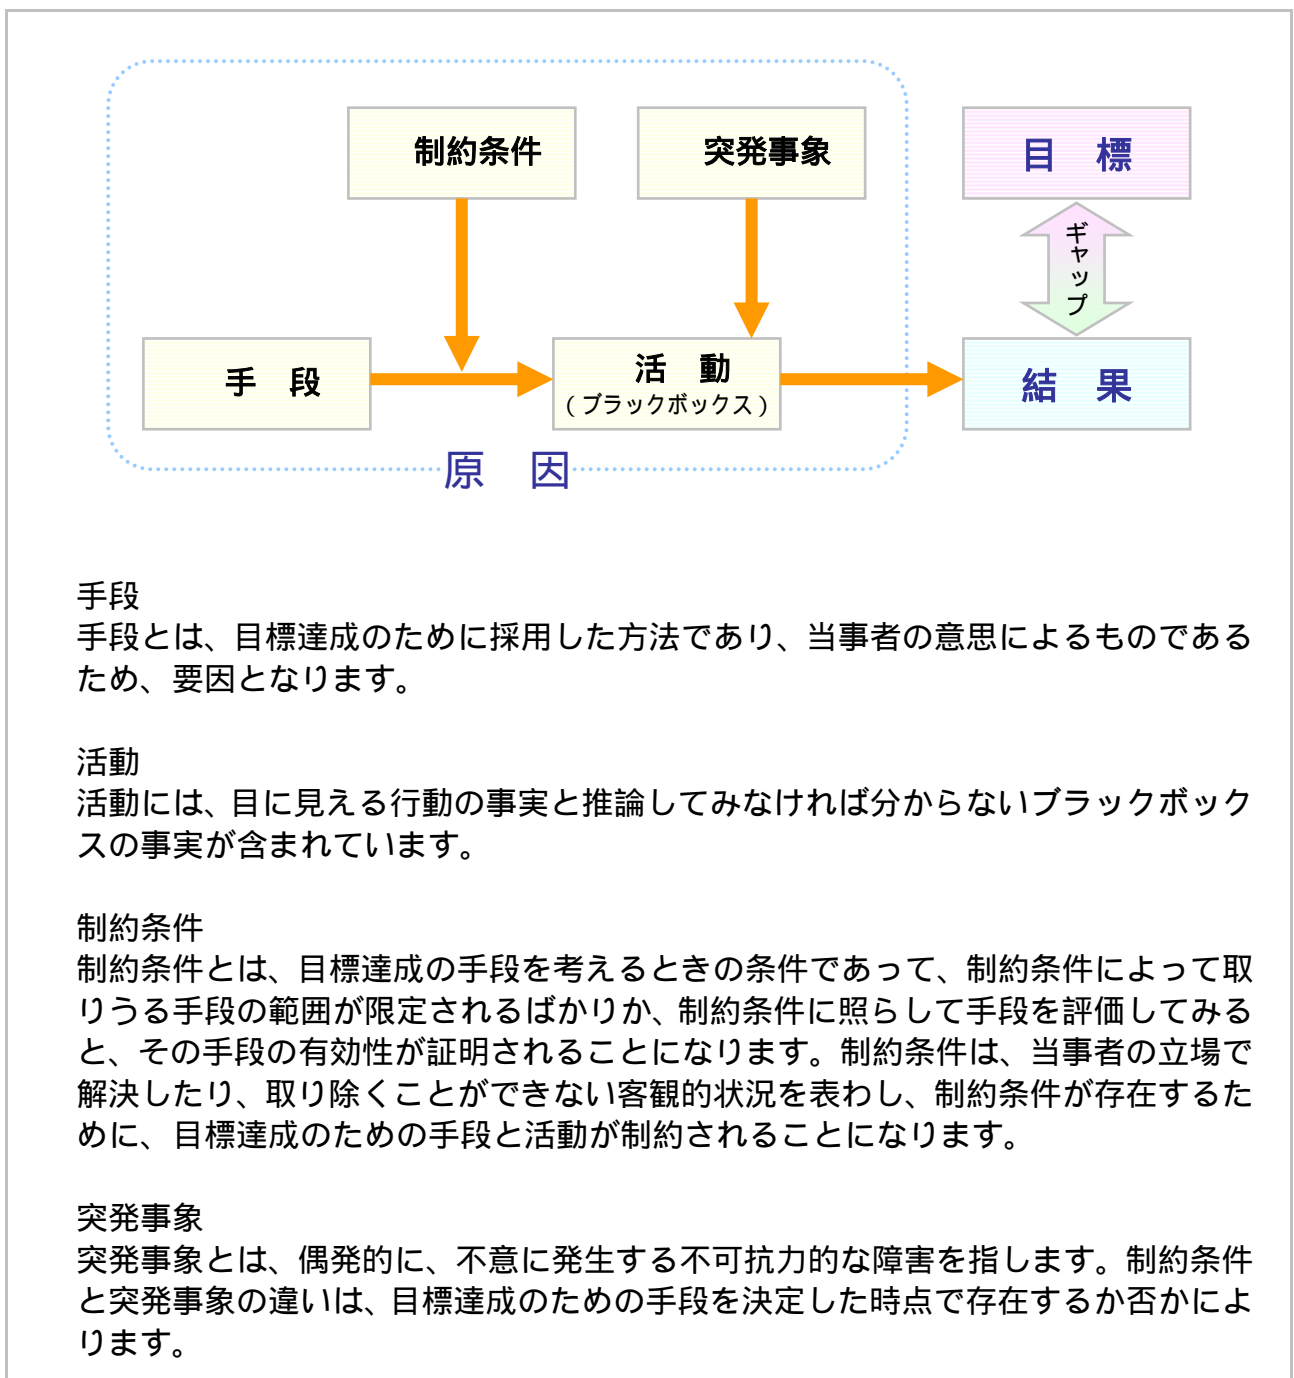 制約条件
突発事象
目　標
ギャップ
手　段
活　動
（ブラックボックス）
結　果
原　因
手段
手段とは、目標達成のために採用した方法であり、当事者の意思によるものである
ため、要因となります。
活動
活動には、目に見える行動の事実と推論してみなければ分からないブラックボック
スの事実が含まれています。
制約条件
制約条件とは、目標達成の手段を考えるときの条件であって、制約条件によって取
りうる手段の範囲が限定されるばかりか、制約条件に照らして手段を評価してみる
と、その手段の有効性が証明されることになります。制約条件は、当事者の立場で
解決したり、取り除くことができない客観的状況を表わし、制約条件が存在するた
めに、目標達成のための手段と活動が制約されることになります。
突発事象
突発事象とは、偶発的に、不意に発生する不可抗力的な障害を指します。制約条件
と突発事象の違いは、目標達成のための手段を決定した時点で存在するか否かによ
ります。